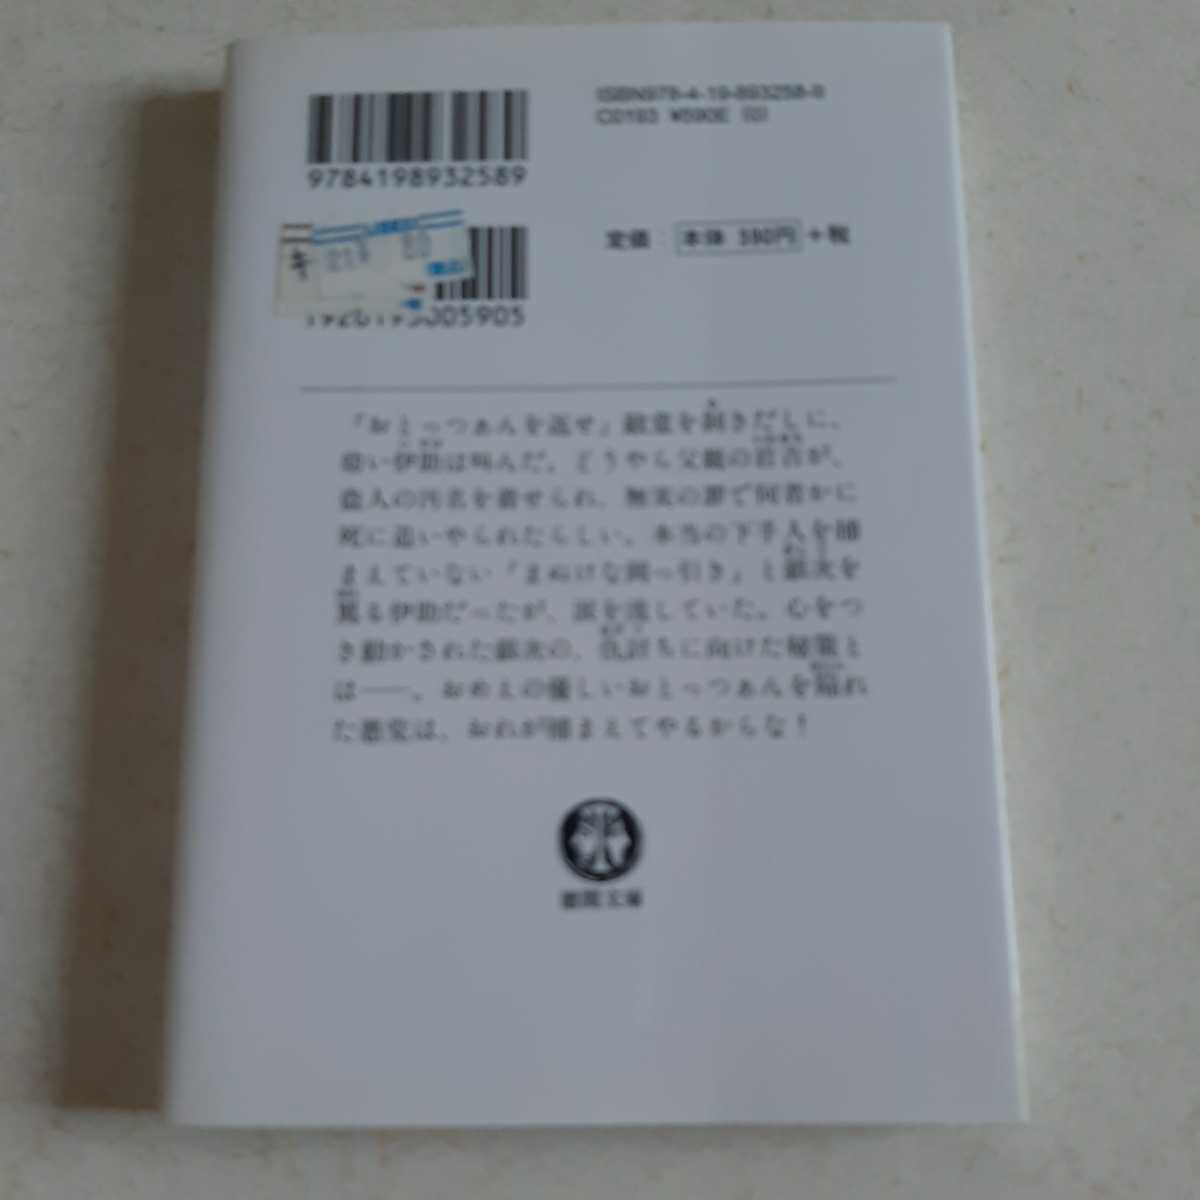 9784198932589
ISBN978-4-19-893258-9
C0193 ¥590E (0)
定価：本体 590円 ＋税
005905
「おとっつぁんを返せ」敵意を剥きだしに、
幼い伊助は叫んだ。どうやら父親の
が、
盗人の汚名を着せられ、無実の罪で何者かに
死に追いやられたらしい。本当の下手人を捕
まえていない「まぬけな岡っ引き」と銀次を
罵る伊助だったが、涙を流していた。心をつ
き動かされた銀次の、仇討ちに向けた秘策と
は――。おめえの優しいおとっつぁんを陥れ
た悪党は、おれが捕まえてやるからな！
徳間文庫